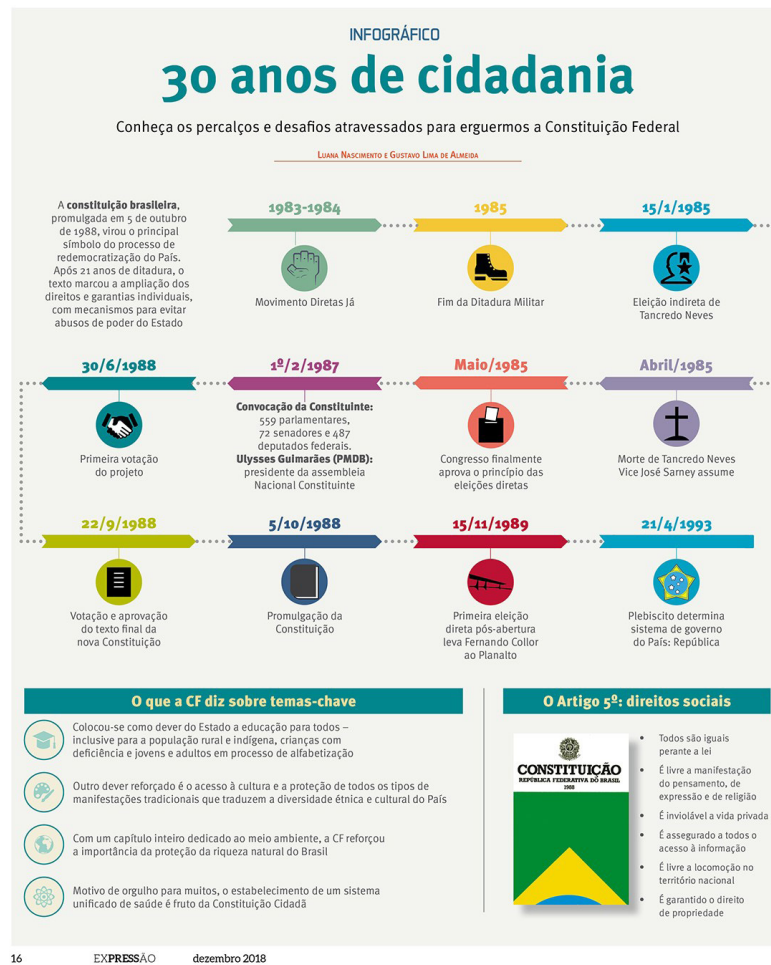 INFOGRÁFICO
30 anos de cidadania
Conheça os percalços e desafios atravessados para erguermos a Constituição Federal
Luana Nascimento e Gustavo Lima de Almeida
A constituição brasileira,
promulgada em 5 de outubro
de 1988, virou o principal
símbolo do processo de
redemocratização do País.
Após 21 anos de ditadura, o
texto marcou a ampliação dos
direitos e garantias individuais,
com mecanismos para evitar
abusos de poder do Estado
1983-1984
Movimento Diretas Já
1985
Fim da Ditadura Militar
15/1/1985
Eleição indireta de
Tancredo Neves
30/6/1988
Primeira votação
do projeto
1º/2/1987
Convocação da Constituinte:
559 parlamentares,
72 senadores e 487
deputados federais.
Ulysses Guimarães (PMDB):
presidente da assembleia
Nacional Constituinte
Maio/1985
Congresso finalmente
aprova o princípio das
eleições diretas
Abril/1985
Morte de Tancredo Neves
Vice José Sarney assume
22/9/1988
Votação e aprovação
do texto final da
nova Constituição
5/10/1988
Promulgação da
Constituição
15/11/1989
Primeira eleição
direta pós-abertura
leva Fernando Collor
ao Planalto
21/4/1993
Plebiscito determina
sistema de governo
do País: República
O que a CF diz sobre temas-chave
Colocou-se como dever do Estado a educação para todos –
inclusive para a população rural e indígena, crianças com
deficiência e jovens e adultos em processo de alfabetização
Outro dever reforçado é o acesso à cultura e a proteção de todos os tipos de
manifestações tradicionais que traduzem a diversidade étnica e cultural do País
Com um capítulo inteiro dedicado ao meio ambiente, a CF reforçou
a importância da proteção da riqueza natural do Brasil
Motivo de orgulho para muitos, o estabelecimento de um sistema
unificado de saúde é fruto da Constituição Cidadã
O Artigo 5º: direitos sociais
CONSTITUIÇÃO
REPÚBLICA FEDERATIVA DO BRASIL
1988
• Todos são iguais
perante a lei
• É livre a manifestação
do pensamento, de
expressão e de religião
• É inviolável a vida privada
• É assegurado a todos o
acesso à informação
• É livre a locomoção no
território nacional
• É garantido o direito
de propriedade
16 EXPRESSÃO dezembro 2018